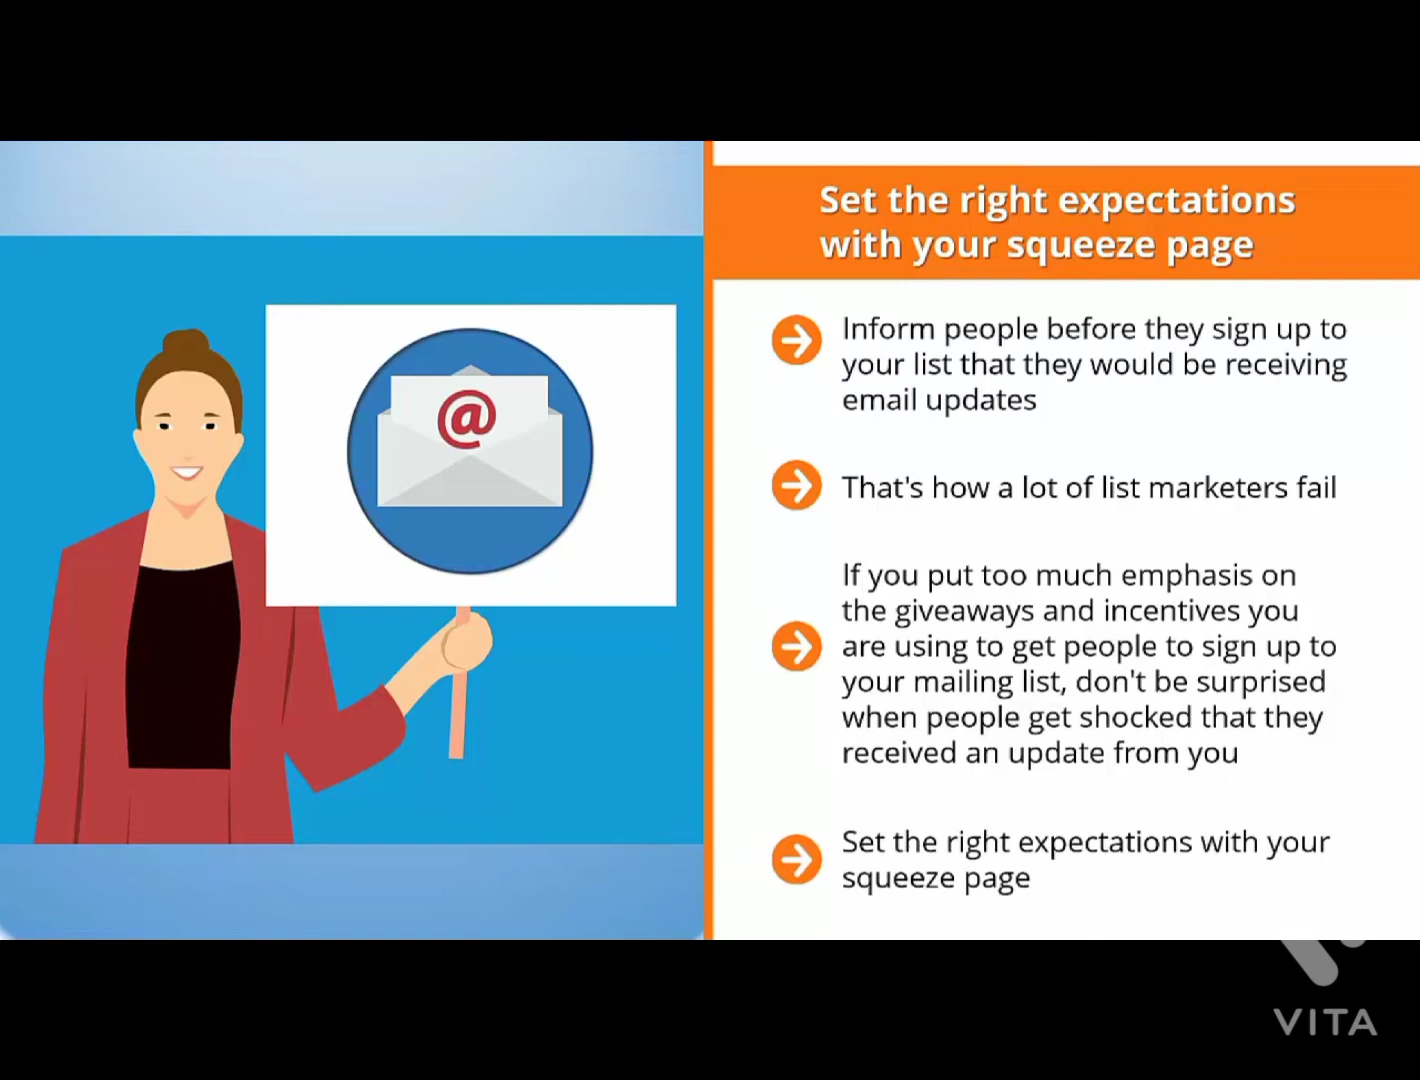 Set the right expectations
with your squeeze page
Inform people before they sign up to
your list that they would be receiving
email updates
That's how a lot of list marketers fail
If you put too much emphasis on
the giveaways and incentives you
are using to get people to sign up to
your mailing list, don't be surprised
when people get shocked that they
received an update from you
Set the right expectations with your
squeeze page
@
VITA